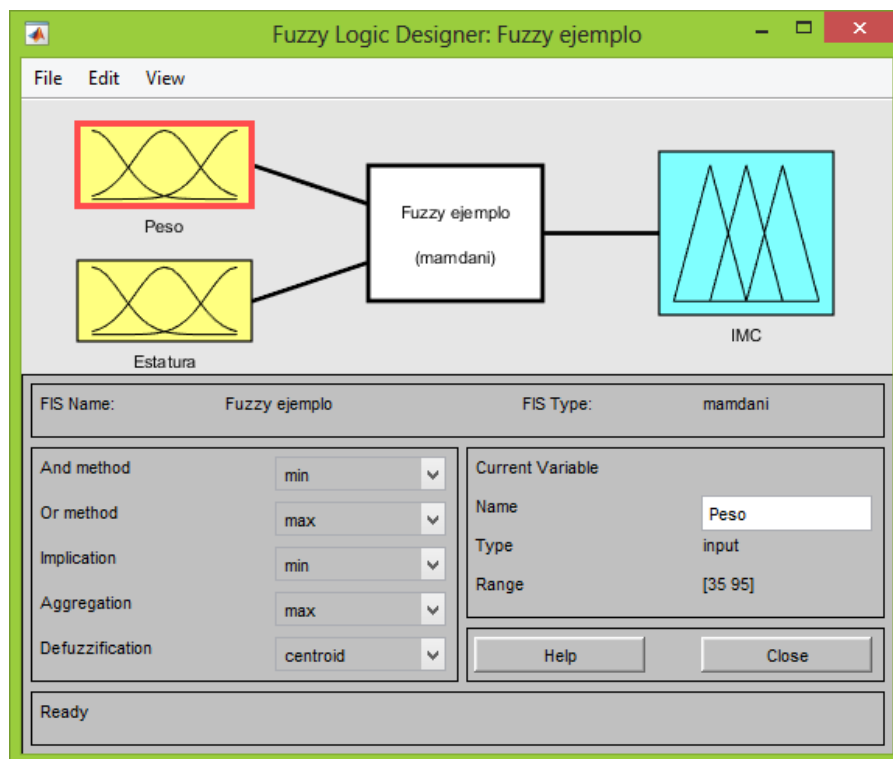 Fuzzy Logic Designer: Fuzzy ejemplo
File Edit View
Peso
Estatura
Fuzzy ejemplo
(mamdani)
IMC
FIS Name: Fuzzy ejemplo FIS Type: mamdani
And method min
Or method max
Implication min
Aggregation max
Defuzzification centroid
Current Variable
Name Peso
Type input
Range [35 95]
Help Close
Ready